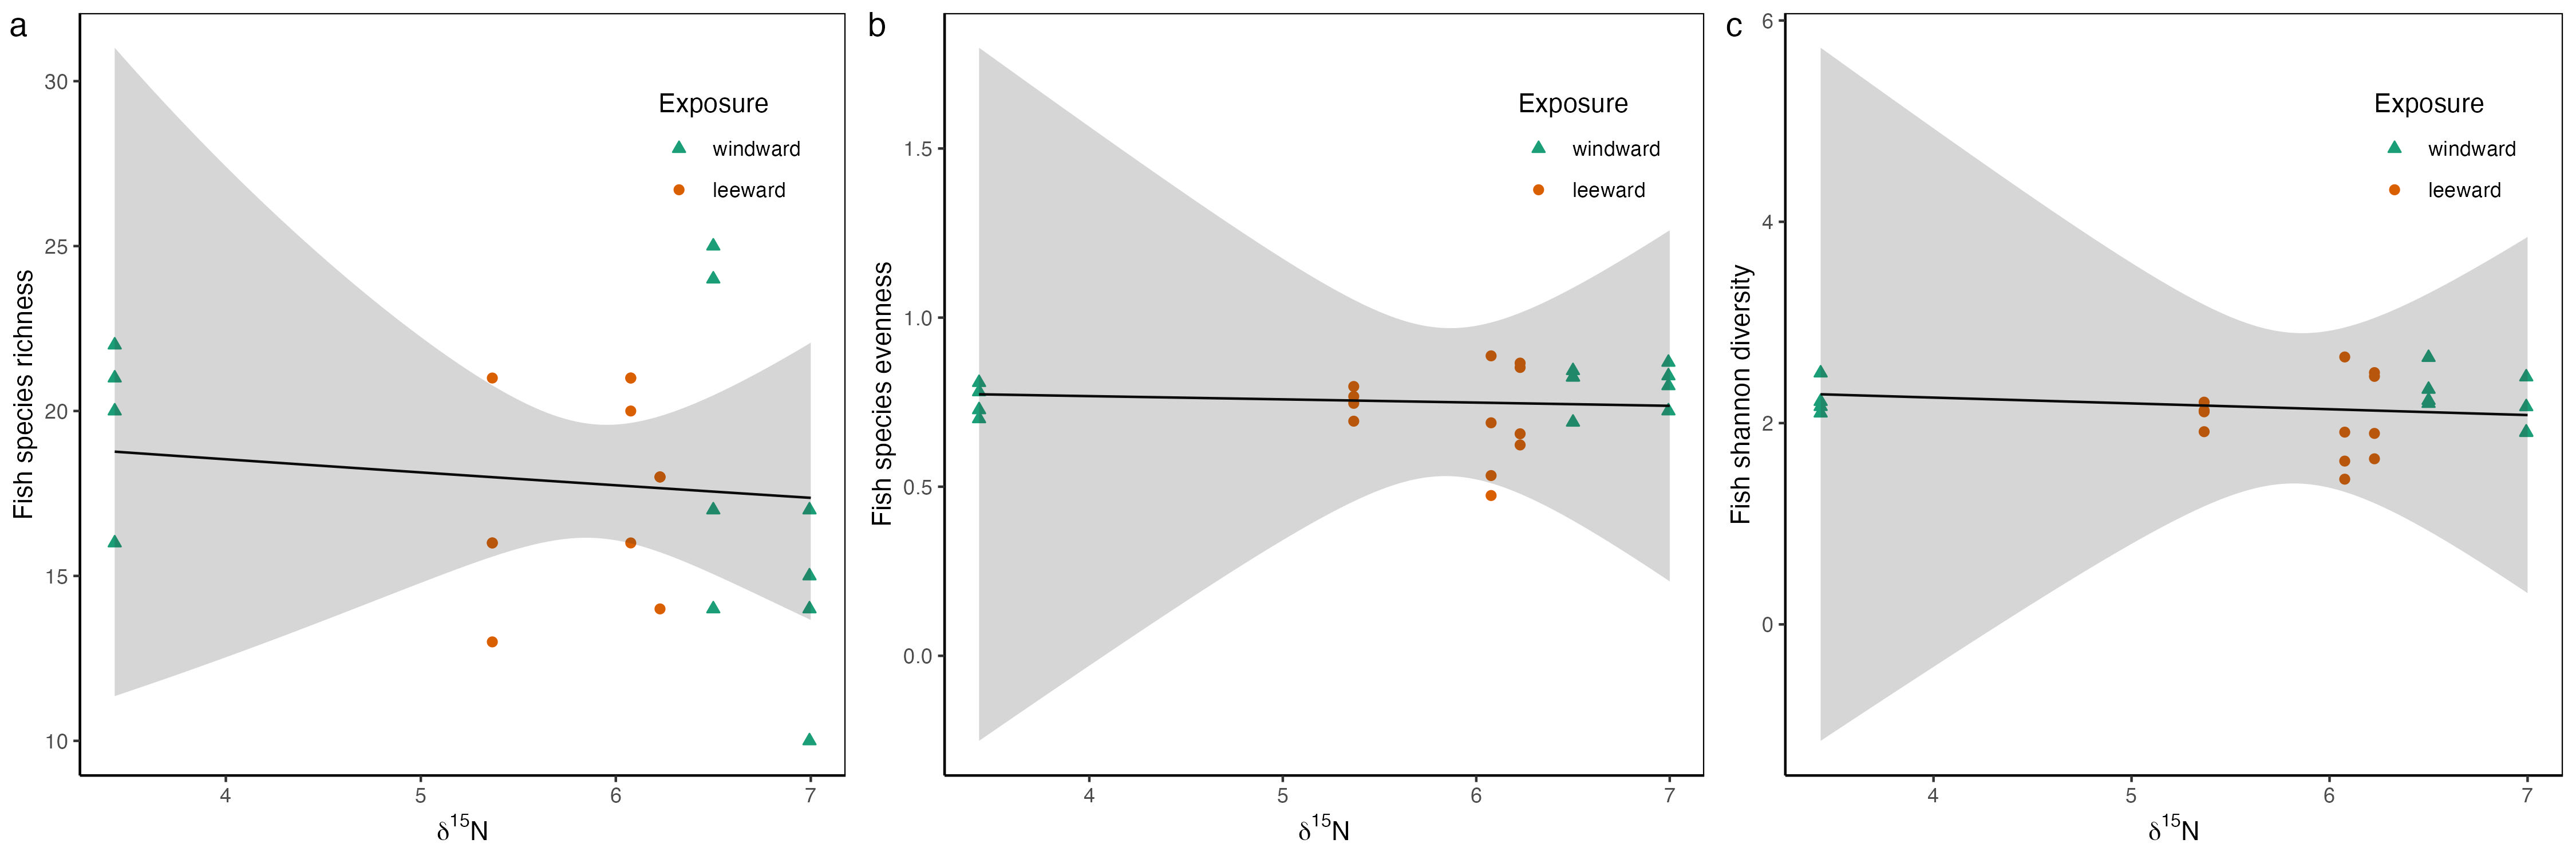 a
Fish species richness
30
25
20
15
10
4 5 6 7
δ15N
Exposure
windward
leeward
b
Fish species evenness
1.5
1.0
0.5
0.0
4 5 6 7
δ15N
Exposure
windward
leeward
c
Fish shannon diversity
6
4
2
0
4 5 6 7
δ15N
Exposure
windward
leeward